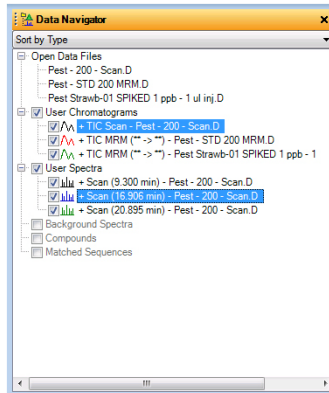 Data Navigator
Sort by Type
Open Data Files
Pest - 200 - Scan.D
Pest - STD 200 MRM.D
Pest Strawb-01 SPIKED 1 ppb - 1 ul inj.D
User Chromatograms
+ TIC Scan - Pest - 200 - Scan.D
+ TIC MRM (** -> **) - Pest - STD 200 MRM.D
+ TIC MRM (** -> **) - Pest Strawb-01 SPIKED 1 ppb - 1
User Spectra
+ Scan (9.300 min) - Pest - 200 - Scan.D
+ Scan (16.906 min) - Pest - 200 - Scan.D
+ Scan (20.895 min) - Pest - 200 - Scan.D
Background Spectra
Compounds
Matched Sequences